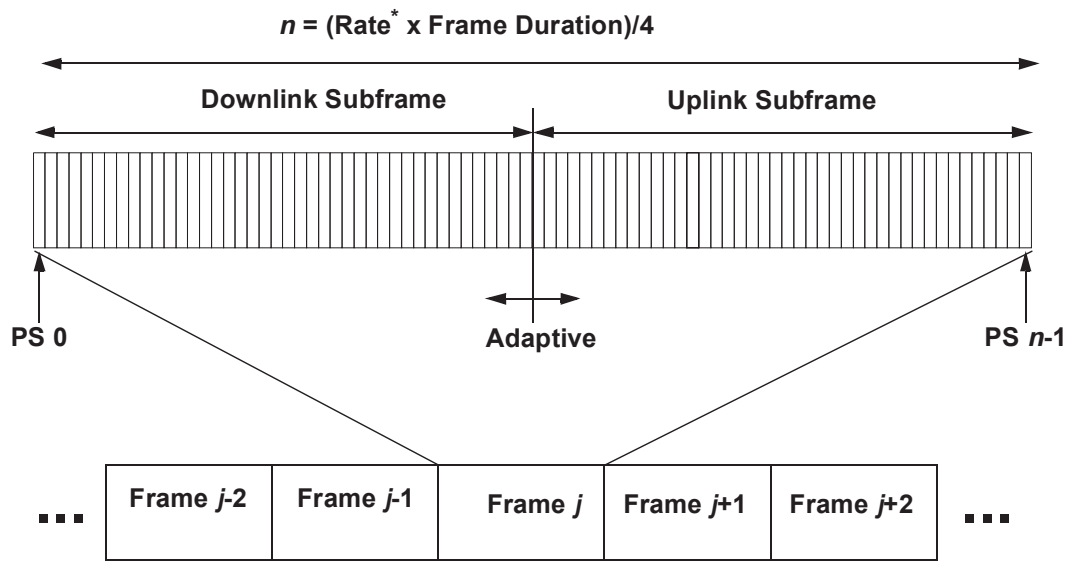 n = (Rate* x Frame Duration)/4
Downlink Subframe
Uplink Subframe
PS 0
Adaptive
PS n-1
Frame j-2
Frame j-1
Frame j
Frame j+1
Frame j+2